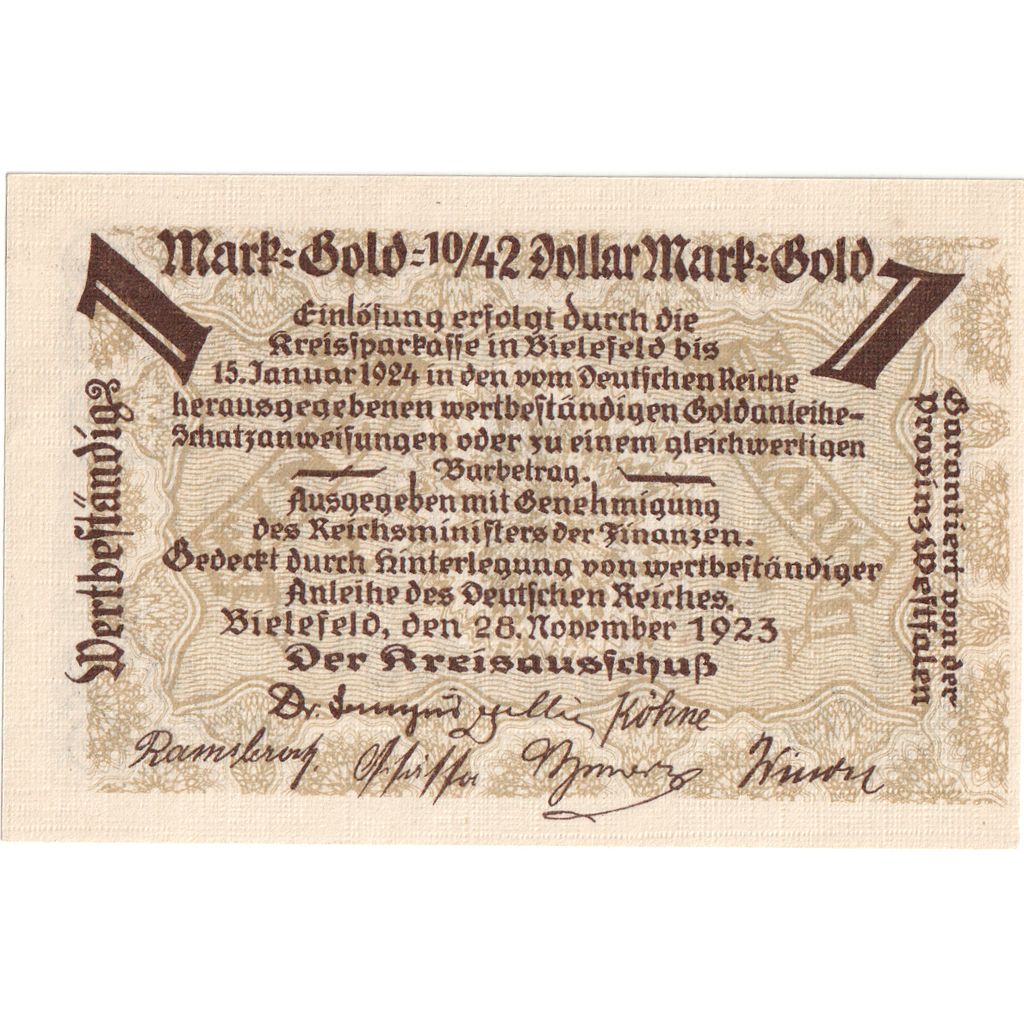 1 Mark=Gold=10/42 Dollar Mark=Gold 1
Einlösung erfolgt durch die
Kreissparkasse in Bielefeld bis
15. Januar 1924 in den vom Deutschen Reiche
herausgegebenen wertbeständigen Goldanleihe-
Schatzanweisungen oder zu einem gleichwertigen
Barbetrag.
Ausgegeben mit Genehmigung
des Reichsministers der Finanzen.
Gedeckt durch Hinterlegung von wertbeständiger
Anleihe des Deutschen Reiches.
Bielefeld, den 28. November 1923
Der Kreisausschuß
Dr. Köhne
Ramsbrock
Wertbeständig
Garantiert von der
Provinz Westfalen